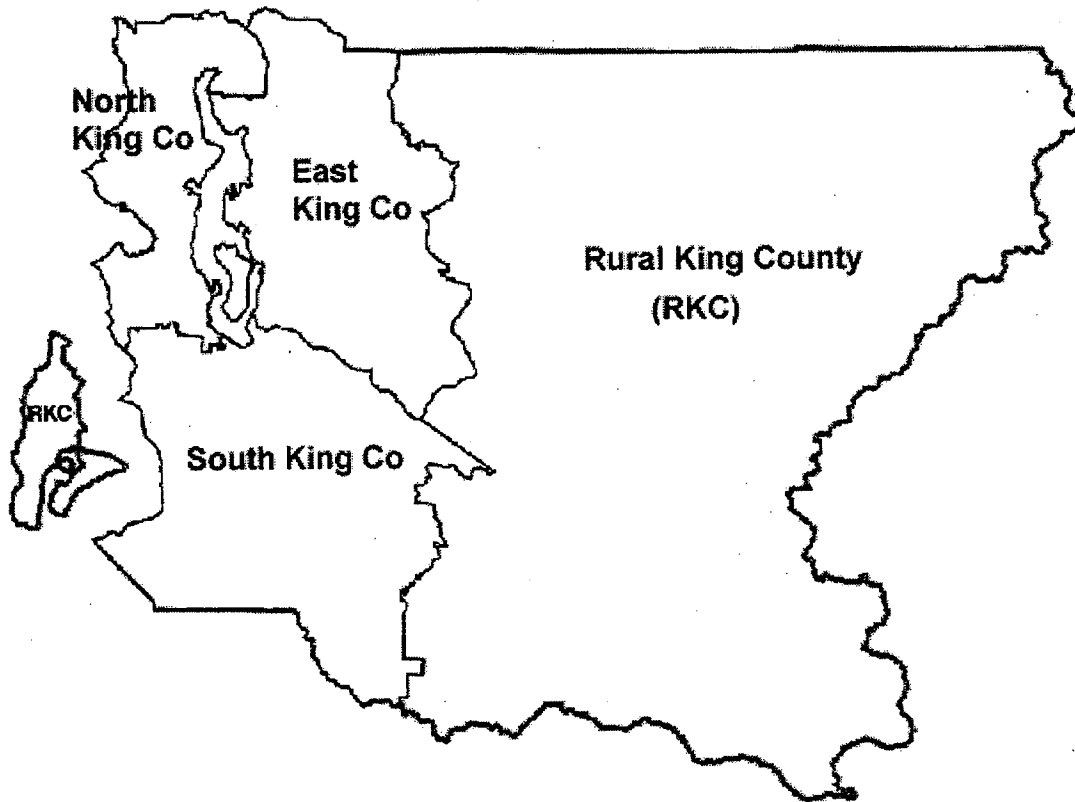 North
King Co
East
King Co
Rural King County
(RKC)
RKC
South King Co